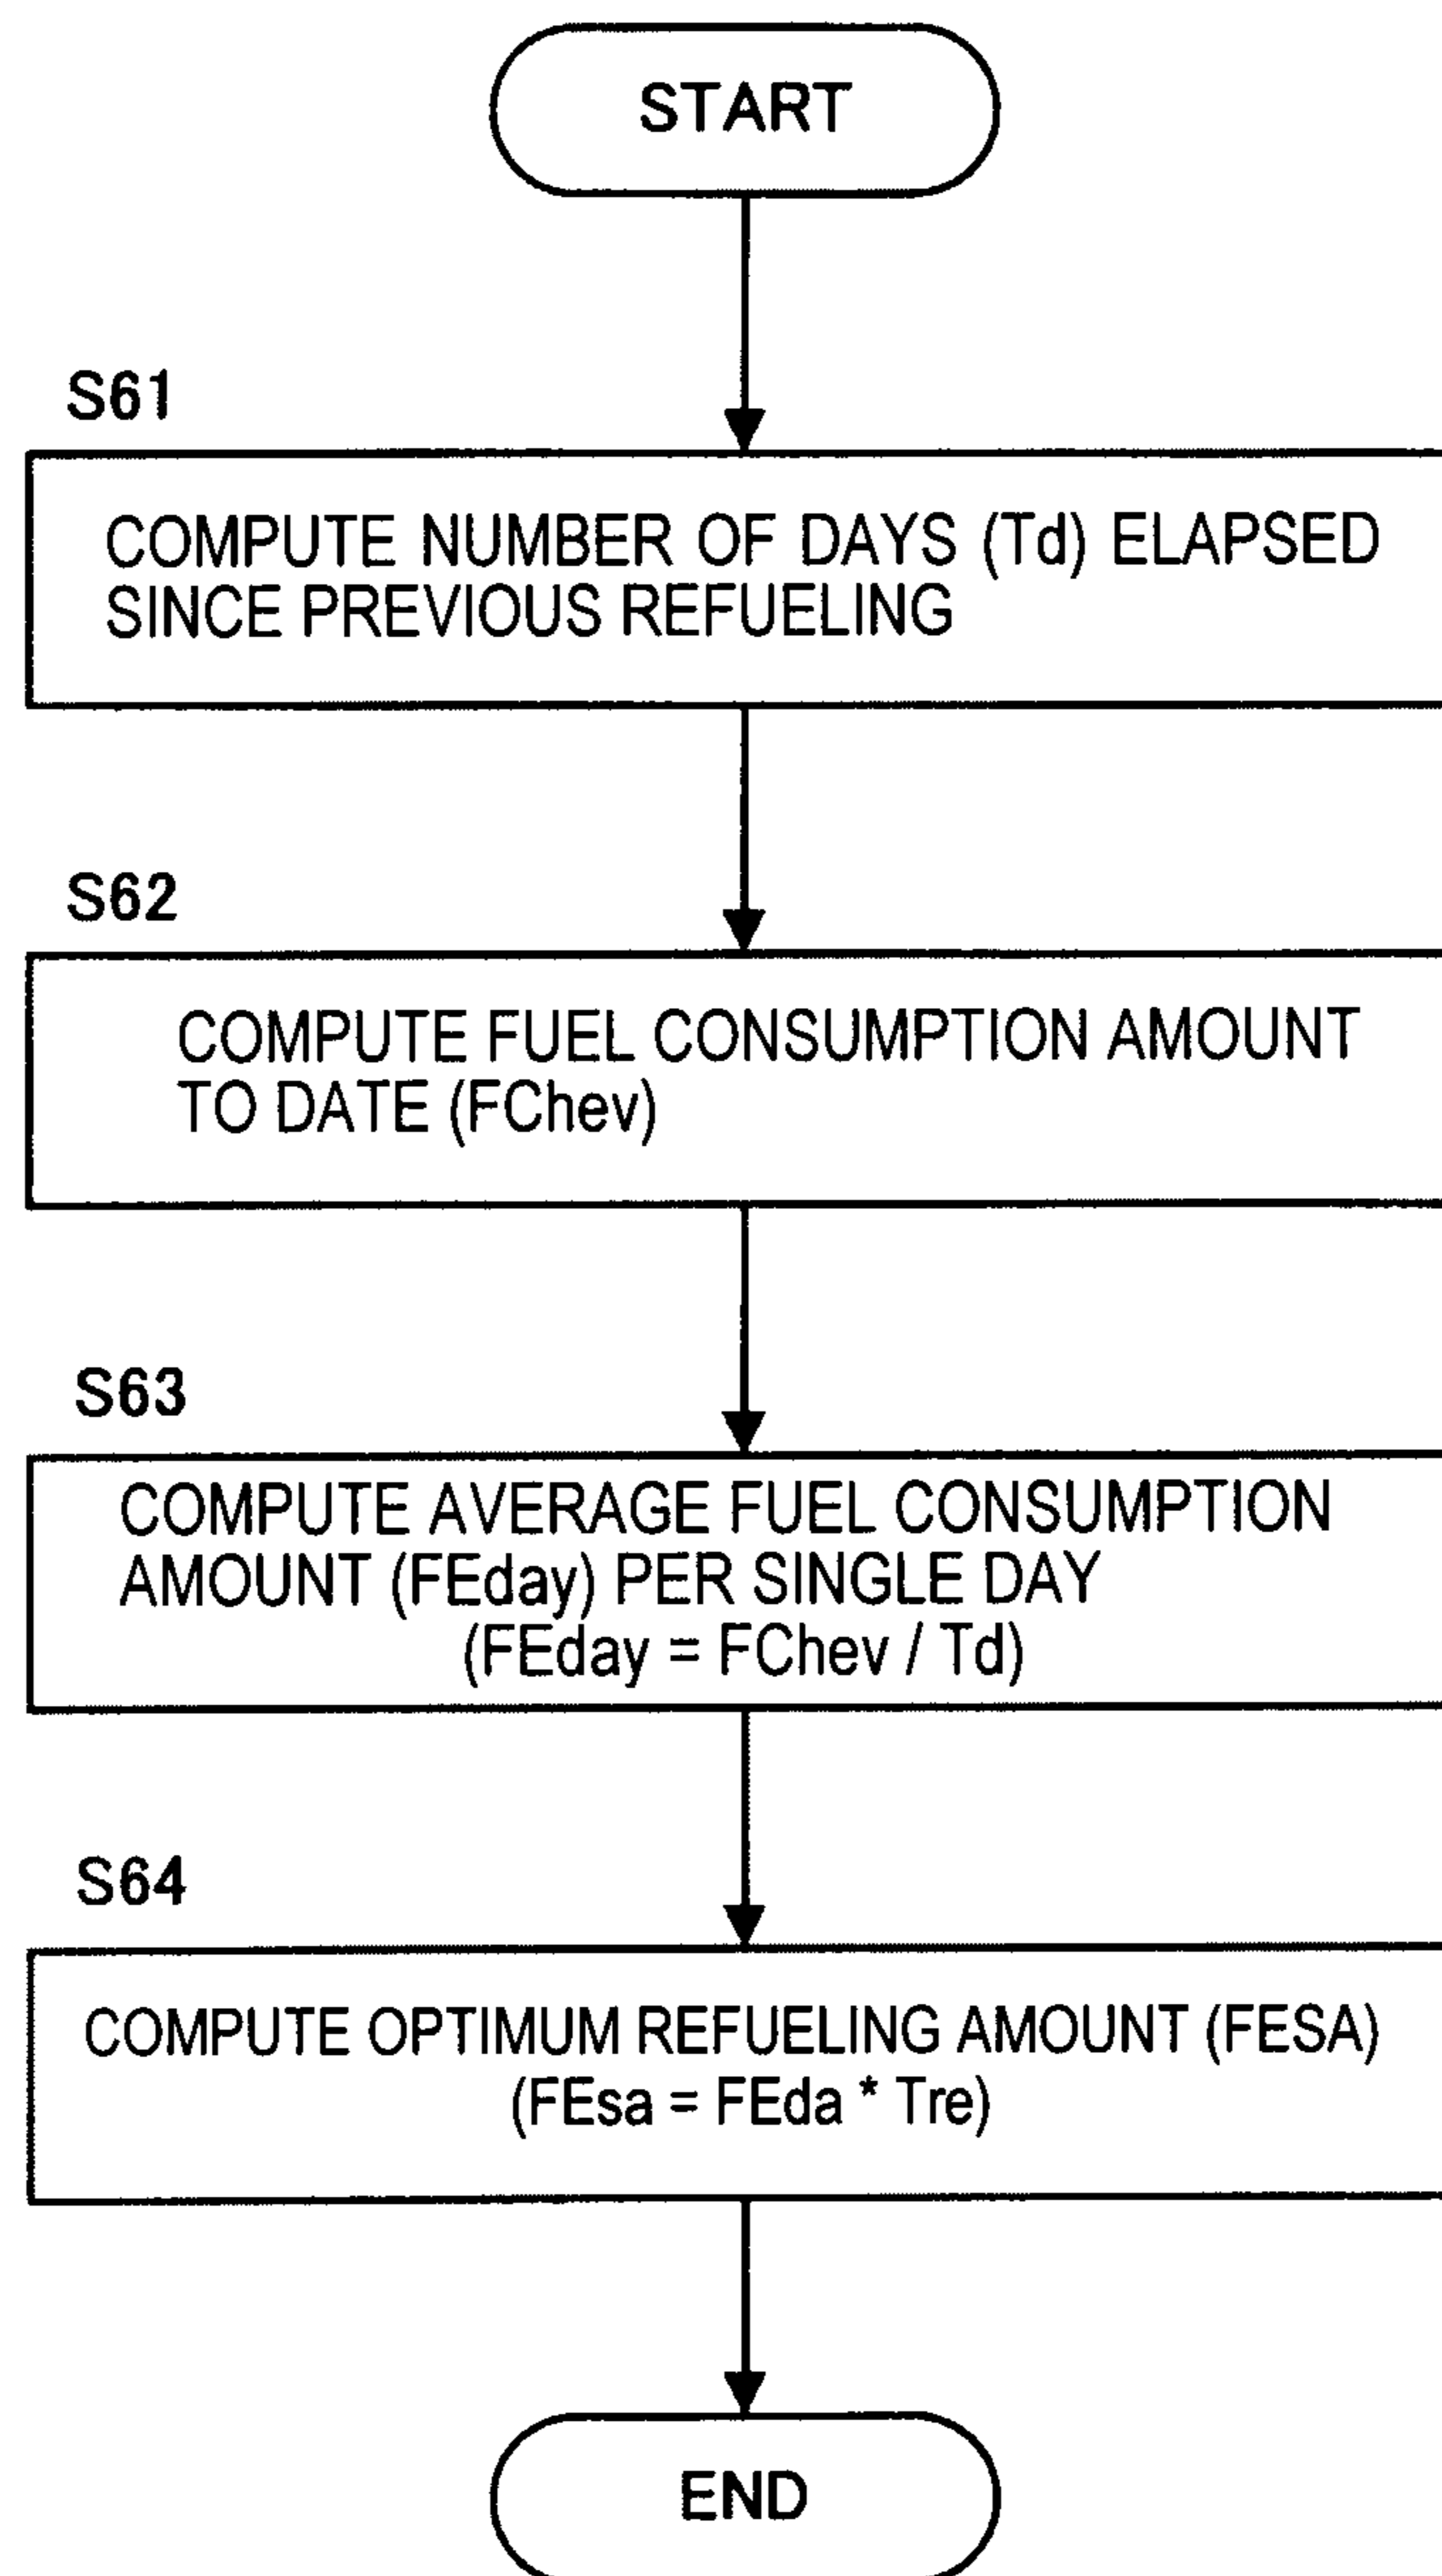 START
S61
COMPUTE NUMBER OF DAYS (Td) ELAPSED
SINCE PREVIOUS REFUELING
S62
COMPUTE FUEL CONSUMPTION AMOUNT
TO DATE (FChev)
S63
COMPUTE AVERAGE FUEL CONSUMPTION
AMOUNT (FEday) PER SINGLE DAY
(FEday = FChev / Td)
S64
COMPUTE OPTIMUM REFUELING AMOUNT (FESA)
(FEsa = FEda * Tre)
END